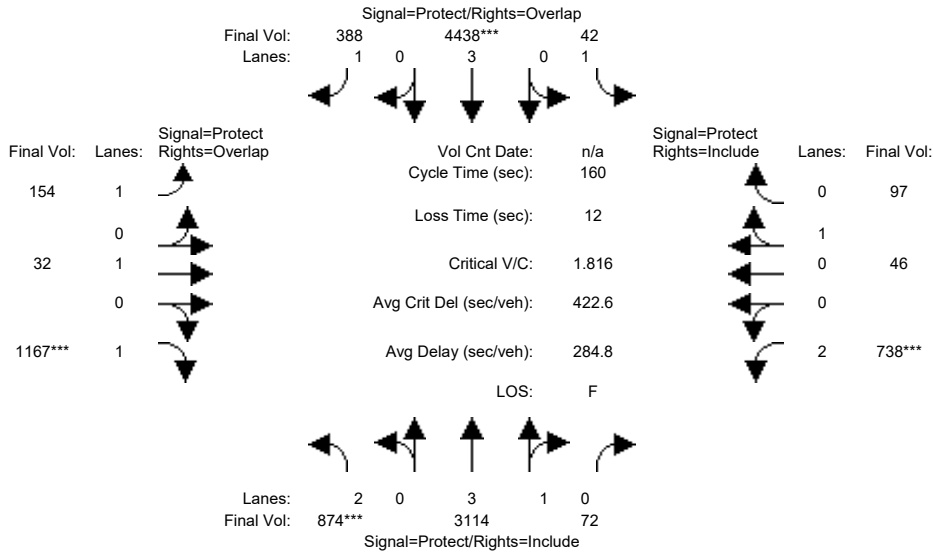 Signal=Protect/Rights=Overlap
Final Vol: 388 4438*** 42
Lanes: 1 0 3 0 1
Signal=Protect
Final Vol: Lanes: Rights=Overlap
Vol Cnt Date: n/a
Signal=Protect
Rights=Include Lanes: Final Vol:
Cycle Time (sec): 160
154 1
0 97
Loss Time (sec): 12
0
1
32 1
Critical V/C: 1.816
0 46
0
Avg Crit Del (sec/veh): 422.6
0
1167*** 1
Avg Delay (sec/veh): 284.8
2 738***
LOS: F
Lanes: 2 0 3 1 0
Final Vol: 874*** 3114 72
Signal=Protect/Rights=Include